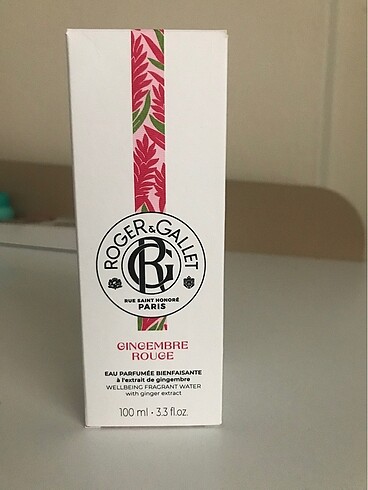 ROGER & GALLET
RG
RUE SAINT HONORÉ
PARIS
GINGEMBRE
ROUGE
EAU PARFUMÉE BIENFAISANTE
à l'extrait de gingembre
WELLBEING FRAGRANT WATER
with ginger extract
100 ml • 3.3 fl.oz.